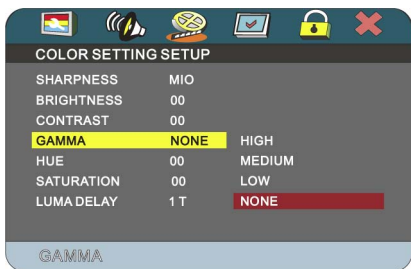 COLOR SETTING SETUP
SHARPNESS MIO
BRIGHTNESS 00
CONTRAST 00
GAMMA NONE HIGH
HUE 00 MEDIUM
SATURATION 00 LOW
LUMA DELAY 1 T NONE
GAMMA